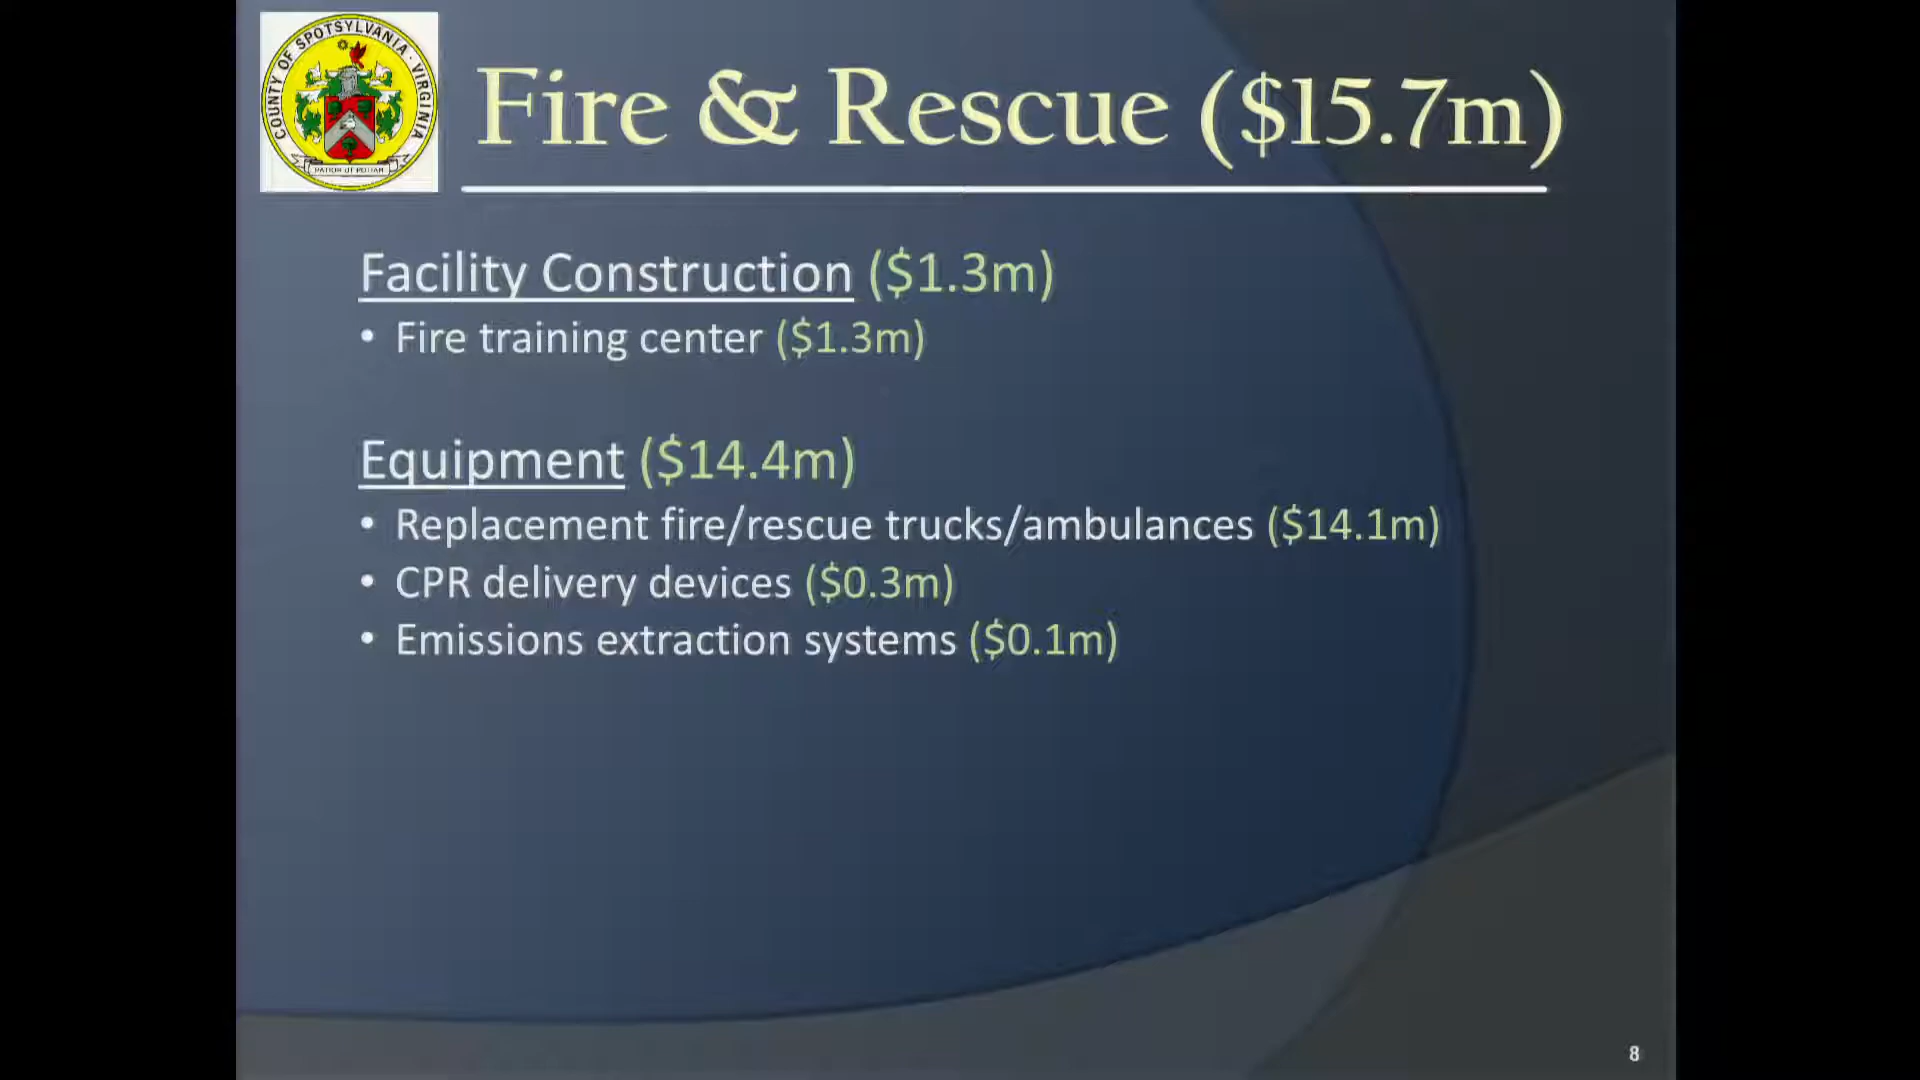 COUNTY OF SPOTSYLVANIA · VIRGINIA
Fire & Rescue ($15.7m)
Facility Construction ($1.3m)
• Fire training center ($1.3m)
Equipment ($14.4m)
• Replacement fire/rescue trucks/ambulances ($14.1m)
• CPR delivery devices ($0.3m)
• Emissions extraction systems ($0.1m)
8